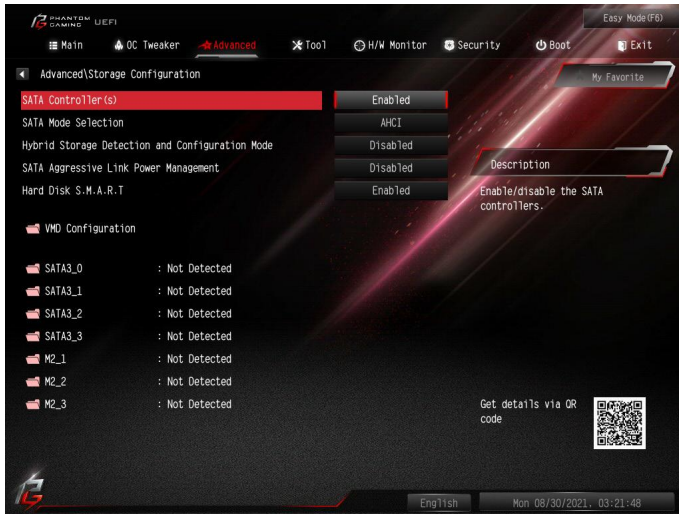 PHANTOM GAMING UEFI
Easy Mode(F6)
Main OC Tweaker Advanced Tool H/W Monitor Security Boot Exit
Advanced\Storage Configuration
My Favorite
SATA Controller(s) Enabled
SATA Mode Selection AHCI
Hybrid Storage Detection and Configuration Mode Disabled
SATA Aggressive Link Power Management Disabled
Hard Disk S.M.A.R.T Enabled
VMD Configuration
SATA3_0 : Not Detected
SATA3_1 : Not Detected
SATA3_2 : Not Detected
SATA3_3 : Not Detected
M2_1 : Not Detected
M2_2 : Not Detected
M2_3 : Not Detected
Description
Enable/disable the SATA
controllers.
Get details via QR
code
English
Mon 08/30/2021, 03:21:48